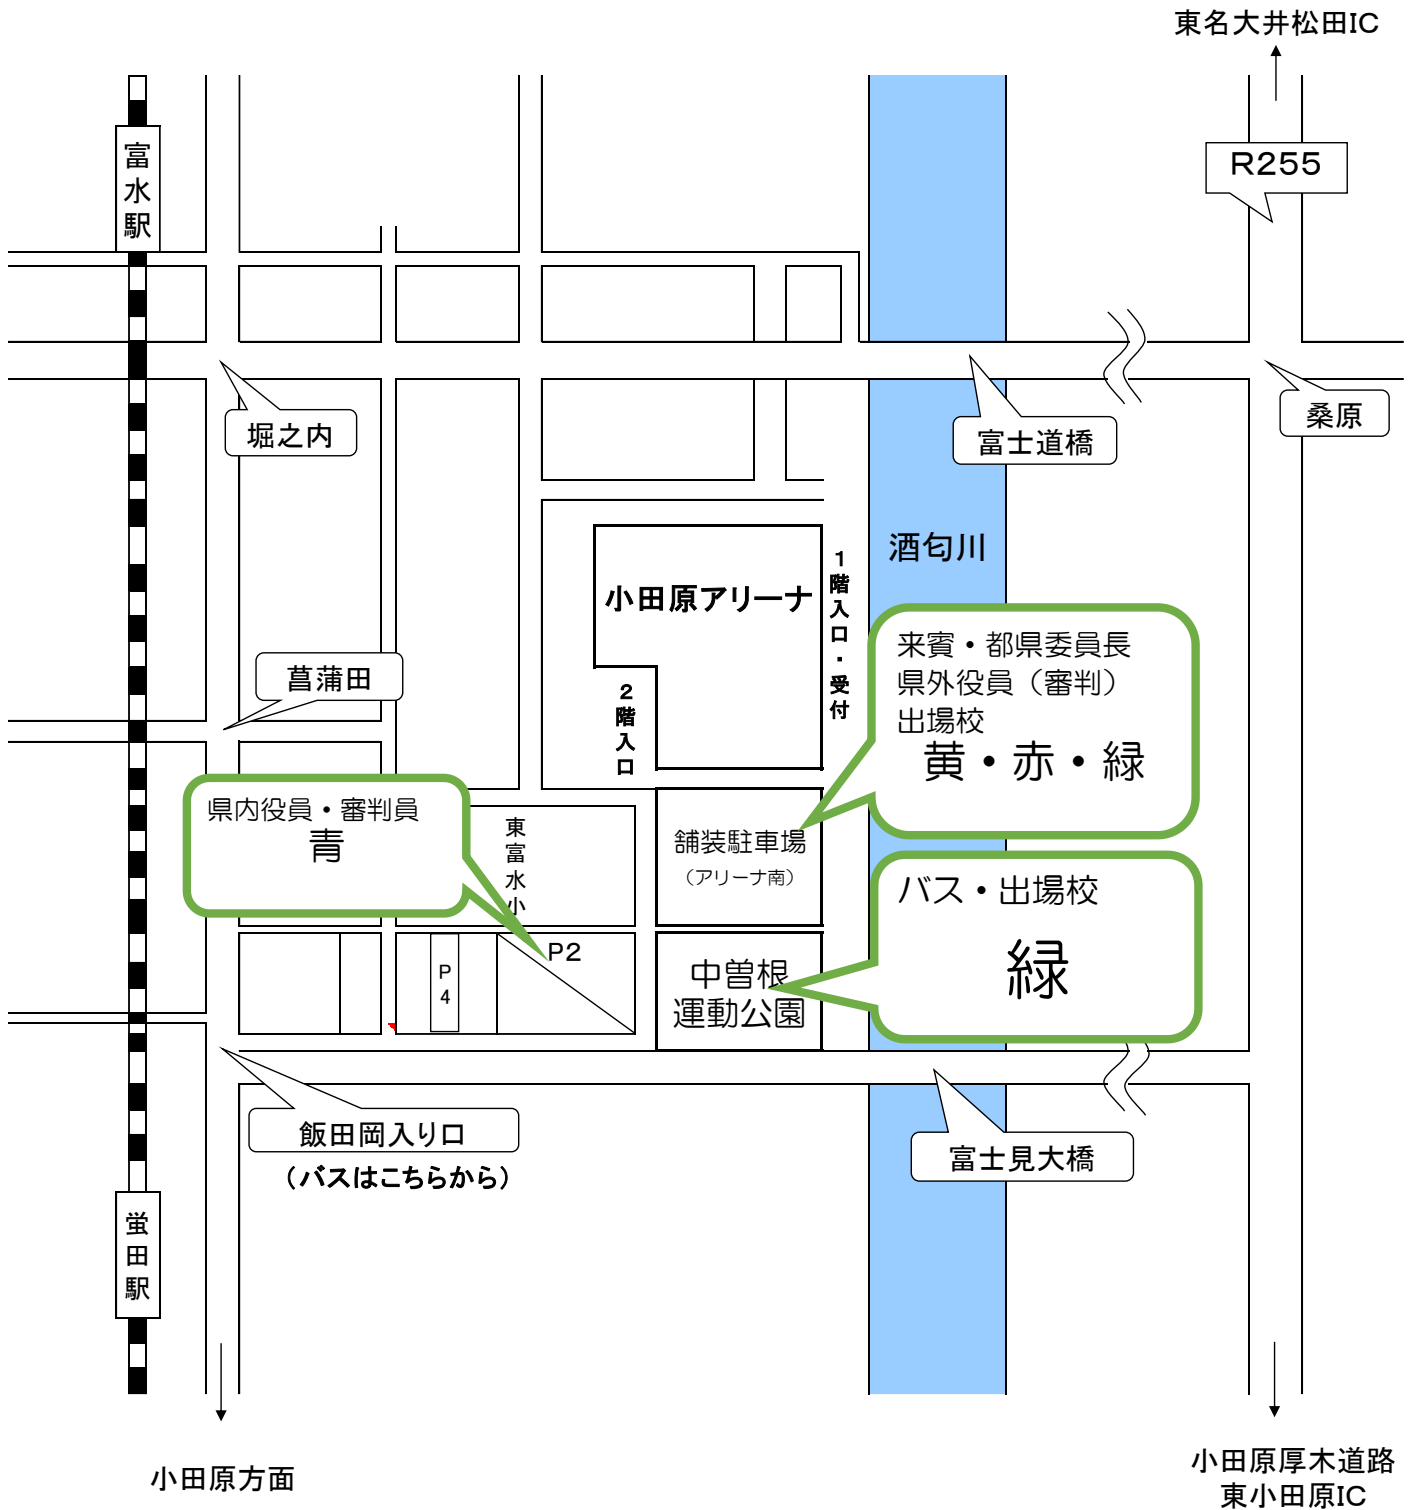 東名大井松田IC
R255
富水駅
堀之内
富士道橋
桑原
酒匂川
小田原アリーナ
1階入口・受付
2階入口
菖蒲田
来賓・都県委員長
県外役員（審判）
出場校
黄・赤・緑
県内役員・審判員
青
東富水小
舗装駐車場
（アリーナ南）
バス・出場校
緑
P2
P4
中曽根
運動公園
飯田岡入り口
（バスはこちらから）
富士見大橋
蛍田駅
小田原方面
小田原厚木道路
東小田原IC